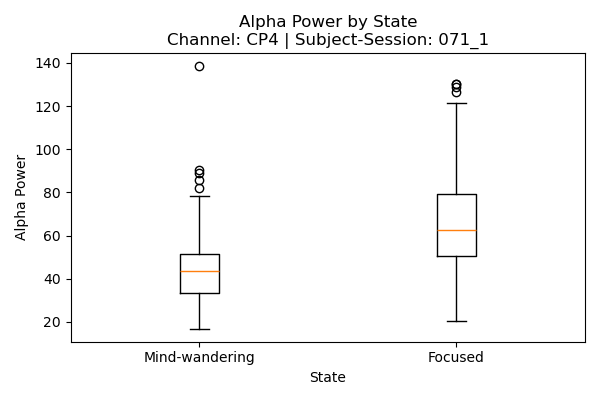 Alpha Power by State
Channel: CP4 | Subject-Session: 071_1
140
120
100
80
60
40
20
Alpha Power
Mind-wandering
Focused
State